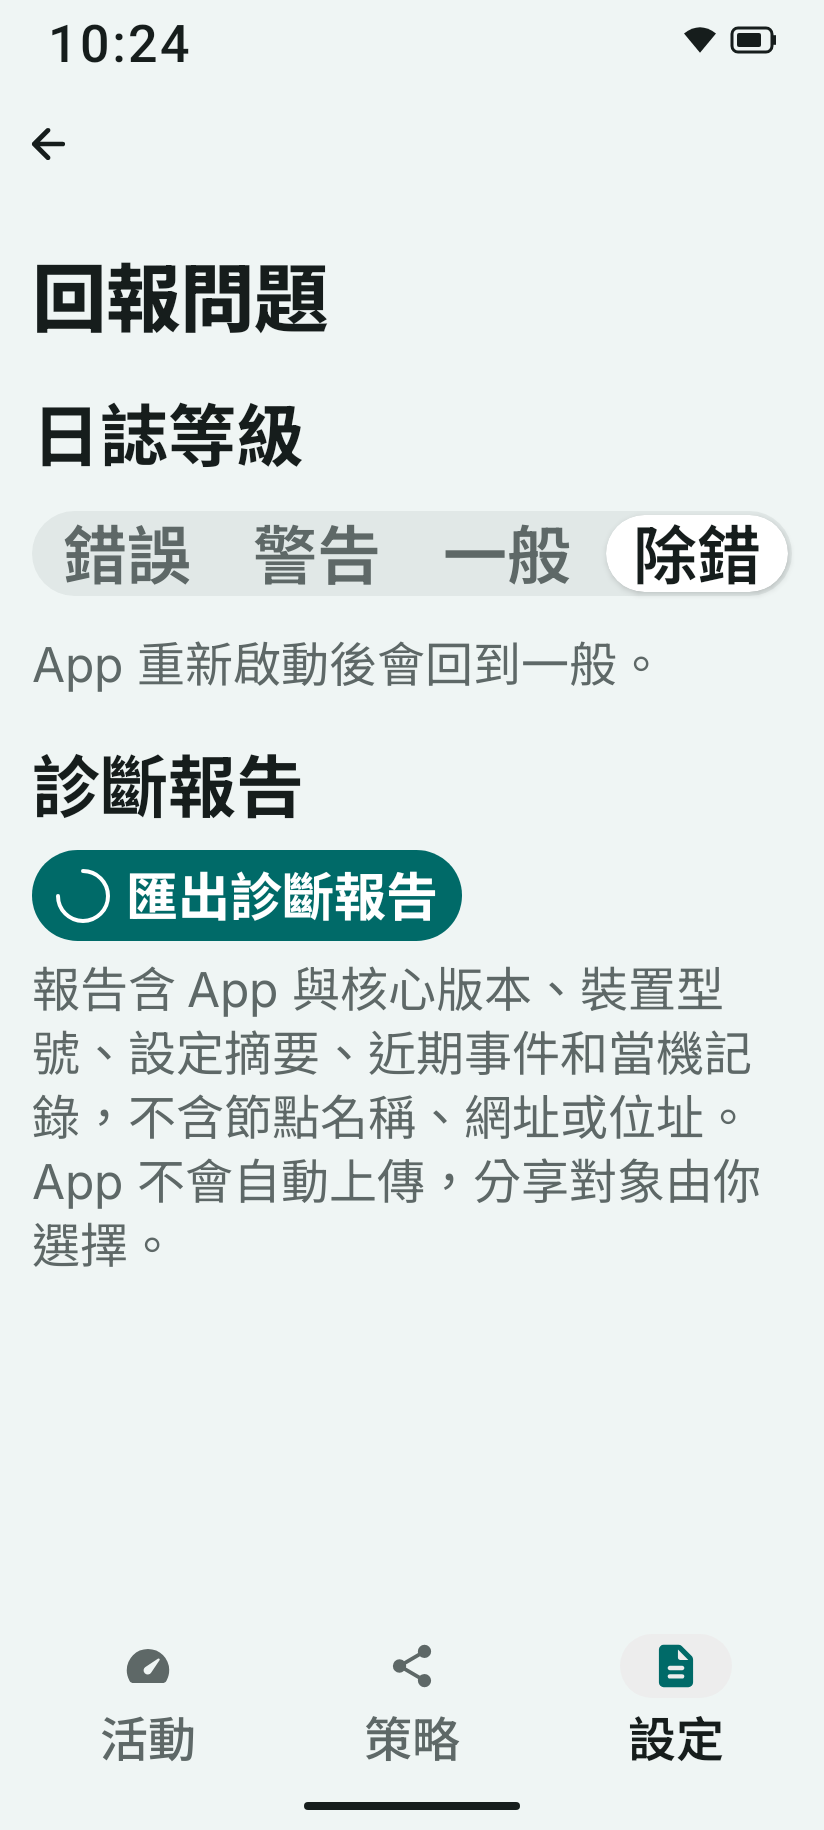 10:24
回報問題
日誌等級
錯誤 警告 一般 除錯
App 重新啟動後會回到一般。
診斷報告
匯出診斷報告
報告含 App 與核心版本、裝置型
號、設定摘要、近期事件和當機記
錄，不含節點名稱、網址或位址。
App 不會自動上傳，分享對象由你
選擇。
活動 策略 設定